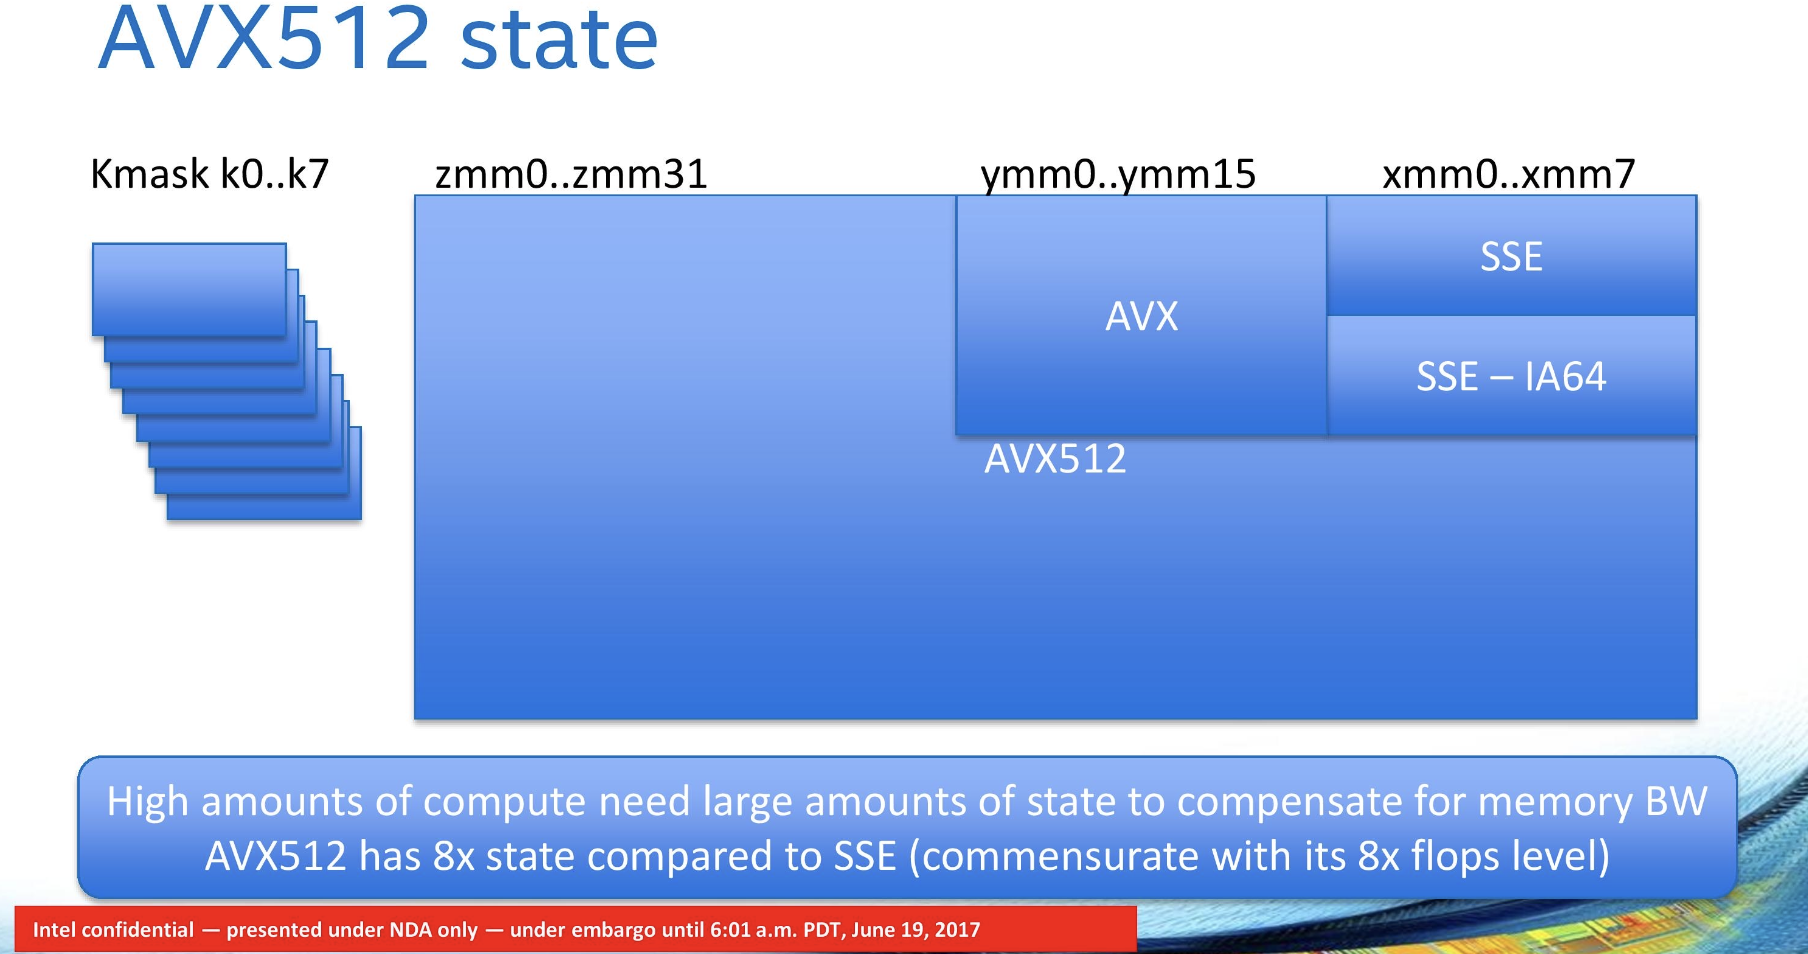 AVX512 state
Kmask k0..k7
zmm0..zmm31
ymm0..ymm15
xmm0..xmm7
SSE
AVX
SSE – IA64
AVX512
High amounts of compute need large amounts of state to compensate for memory BW
AVX512 has 8x state compared to SSE (commensurate with its 8x flops level)
Intel confidential — presented under NDA only — under embargo until 6:01 a.m. PDT, June 19, 2017